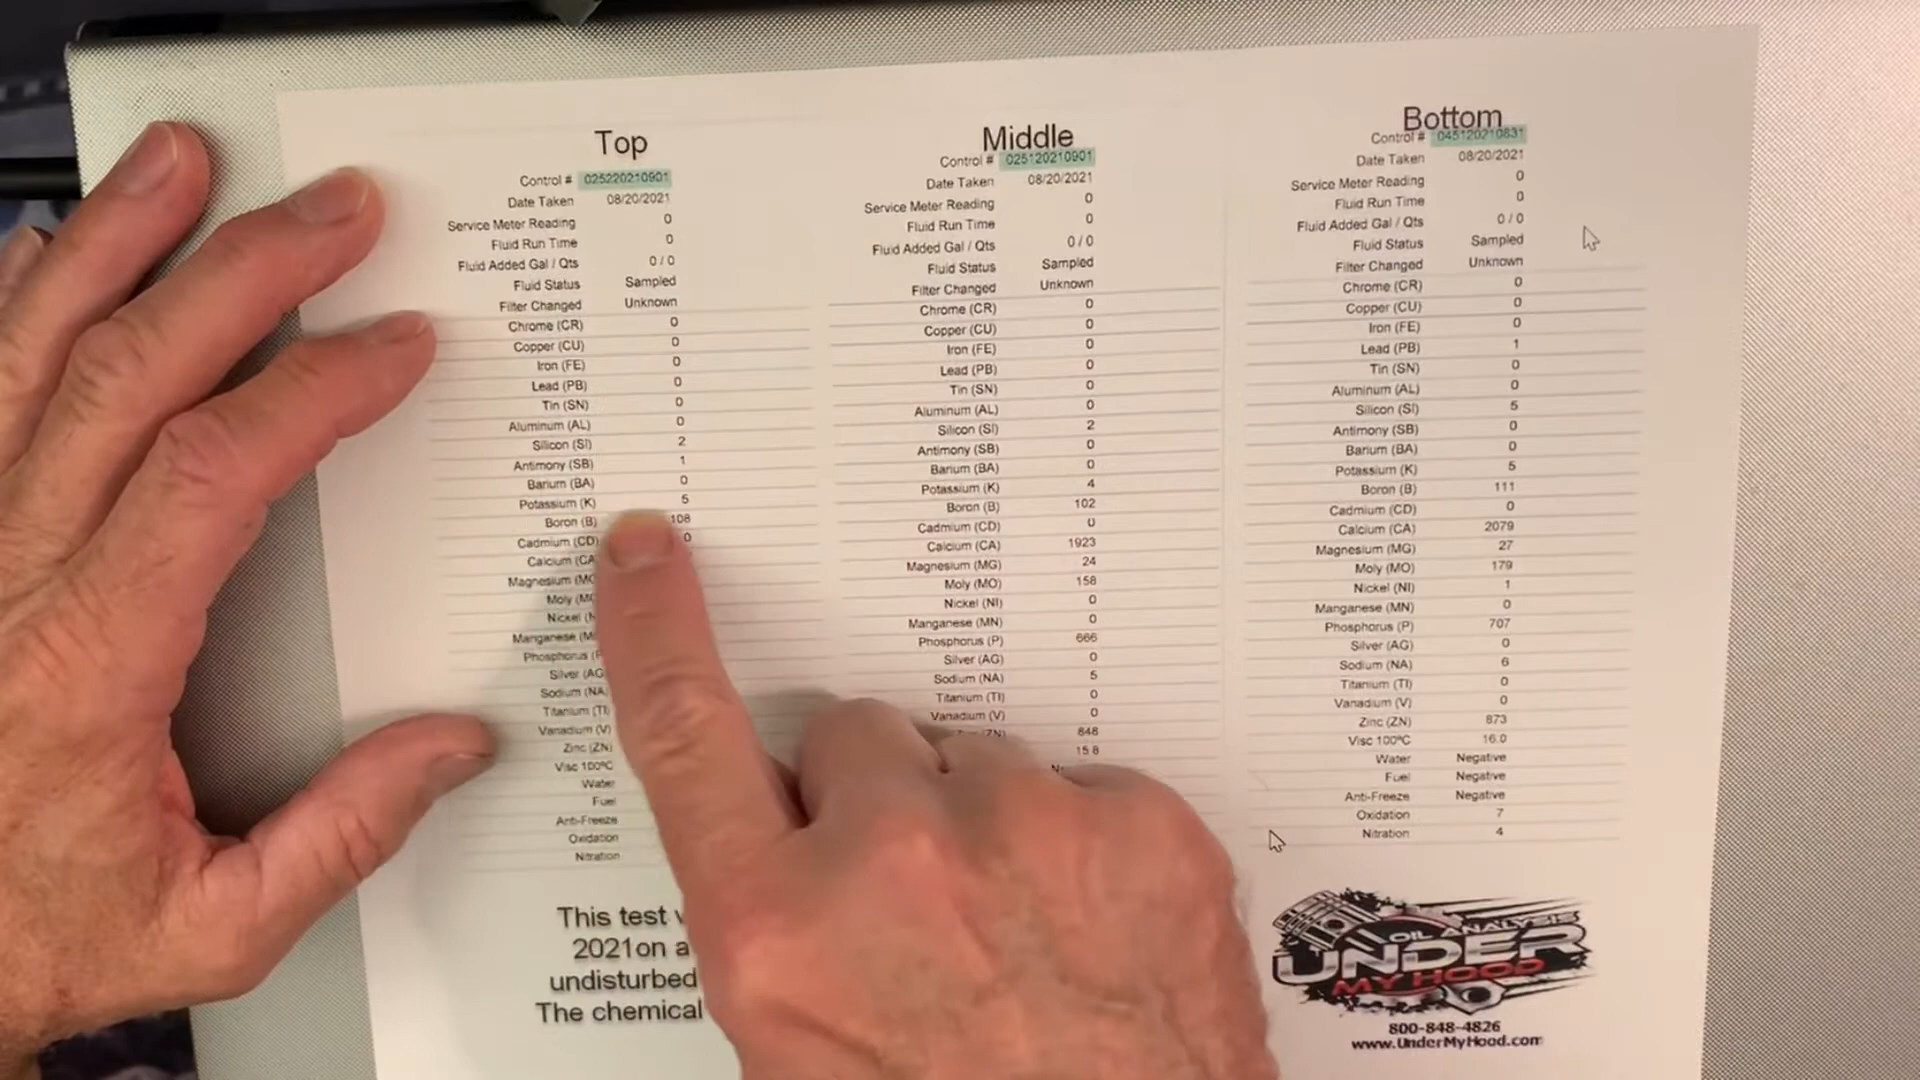 Top
Control # 025220210901
Date Taken 08/20/2021
Service Meter Reading 0
Fluid Run Time 0
Fluid Added Gal / Qts 0 / 0
Fluid Status Sampled
Filter Changed Unknown
Chrome (CR) 0
Copper (CU) 0
Iron (FE) 0
Lead (PB) 0
Tin (SN) 0
Aluminum (AL) 0
Silicon (SI) 2
Antimony (SB) 1
Barium (BA) 0
Potassium (K) 5
Boron (B) 108
Cadmium (CD) 0
Calcium (CA
Magnesium (MG
Moly (MO
Nickel (N
Manganese (M
Phosphorus (P
Silver (AG)
Sodium (NA)
Titanium (TI)
Vanadium (V)
Zinc (ZN)
Visc 100°C
Water
Fuel
Anti-Freeze
Oxidation
Nitration
This test
2021on a
undisturbed
The chemical
Middle
Control # 025120210901
Date Taken 08/20/2021
Service Meter Reading 0
Fluid Run Time 0
Fluid Added Gal / Qts 0 / 0
Fluid Status Sampled
Filter Changed Unknown
Chrome (CR) 0
Copper (CU) 0
Iron (FE) 0
Lead (PB) 0
Tin (SN) 0
Aluminum (AL) 0
Silicon (SI) 2
Antimony (SB) 0
Barium (BA) 0
Potassium (K) 4
Boron (B) 102
Cadmium (CD) 0
Calcium (CA) 1923
Magnesium (MG) 24
Moly (MO) 158
Nickel (NI) 0
Manganese (MN) 0
Phosphorus (P) 666
Silver (AG) 0
Sodium (NA) 5
Titanium (TI) 0
Vanadium (V) 0
(ZN) 848
15.8
Bottom
Control # 045120210831
Date Taken 08/20/2021
Service Meter Reading 0
Fluid Run Time 0
Fluid Added Gal / Qts 0 / 0
Fluid Status Sampled
Filter Changed Unknown
Chrome (CR) 0
Copper (CU) 0
Iron (FE) 0
Lead (PB) 1
Tin (SN) 0
Aluminum (AL) 0
Silicon (SI) 5
Antimony (SB) 0
Barium (BA) 0
Potassium (K) 5
Boron (B) 111
Cadmium (CD) 0
Calcium (CA) 2079
Magnesium (MG) 27
Moly (MO) 179
Nickel (NI) 1
Manganese (MN) 0
Phosphorus (P) 707
Silver (AG) 0
Sodium (NA) 6
Titanium (TI) 0
Vanadium (V) 0
Zinc (ZN) 873
Visc 100°C 16.0
Water Negative
Fuel Negative
Anti-Freeze Negative
Oxidation 7
Nitration 4
OIL ANALYSIS
UNDER
MY HOOD
800-848-4826
www.UnderMyHood.com